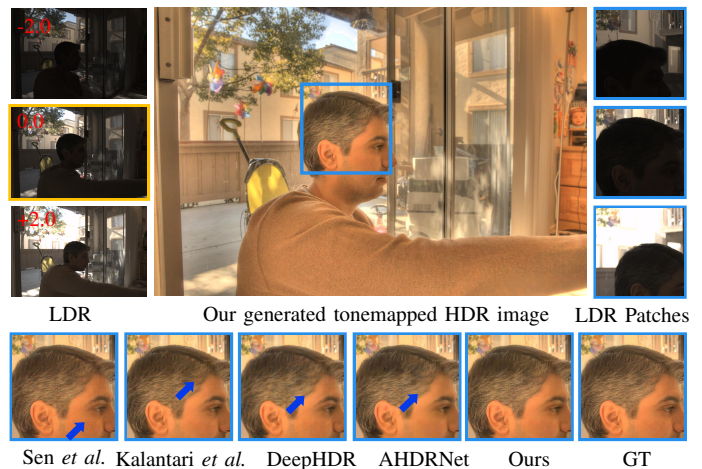 -2.0
0.0
+2.0
LDR
Our generated tonemapped HDR image
LDR Patches
Sen et al.
Kalantari et al.
DeepHDR
AHDRNet
Ours
GT